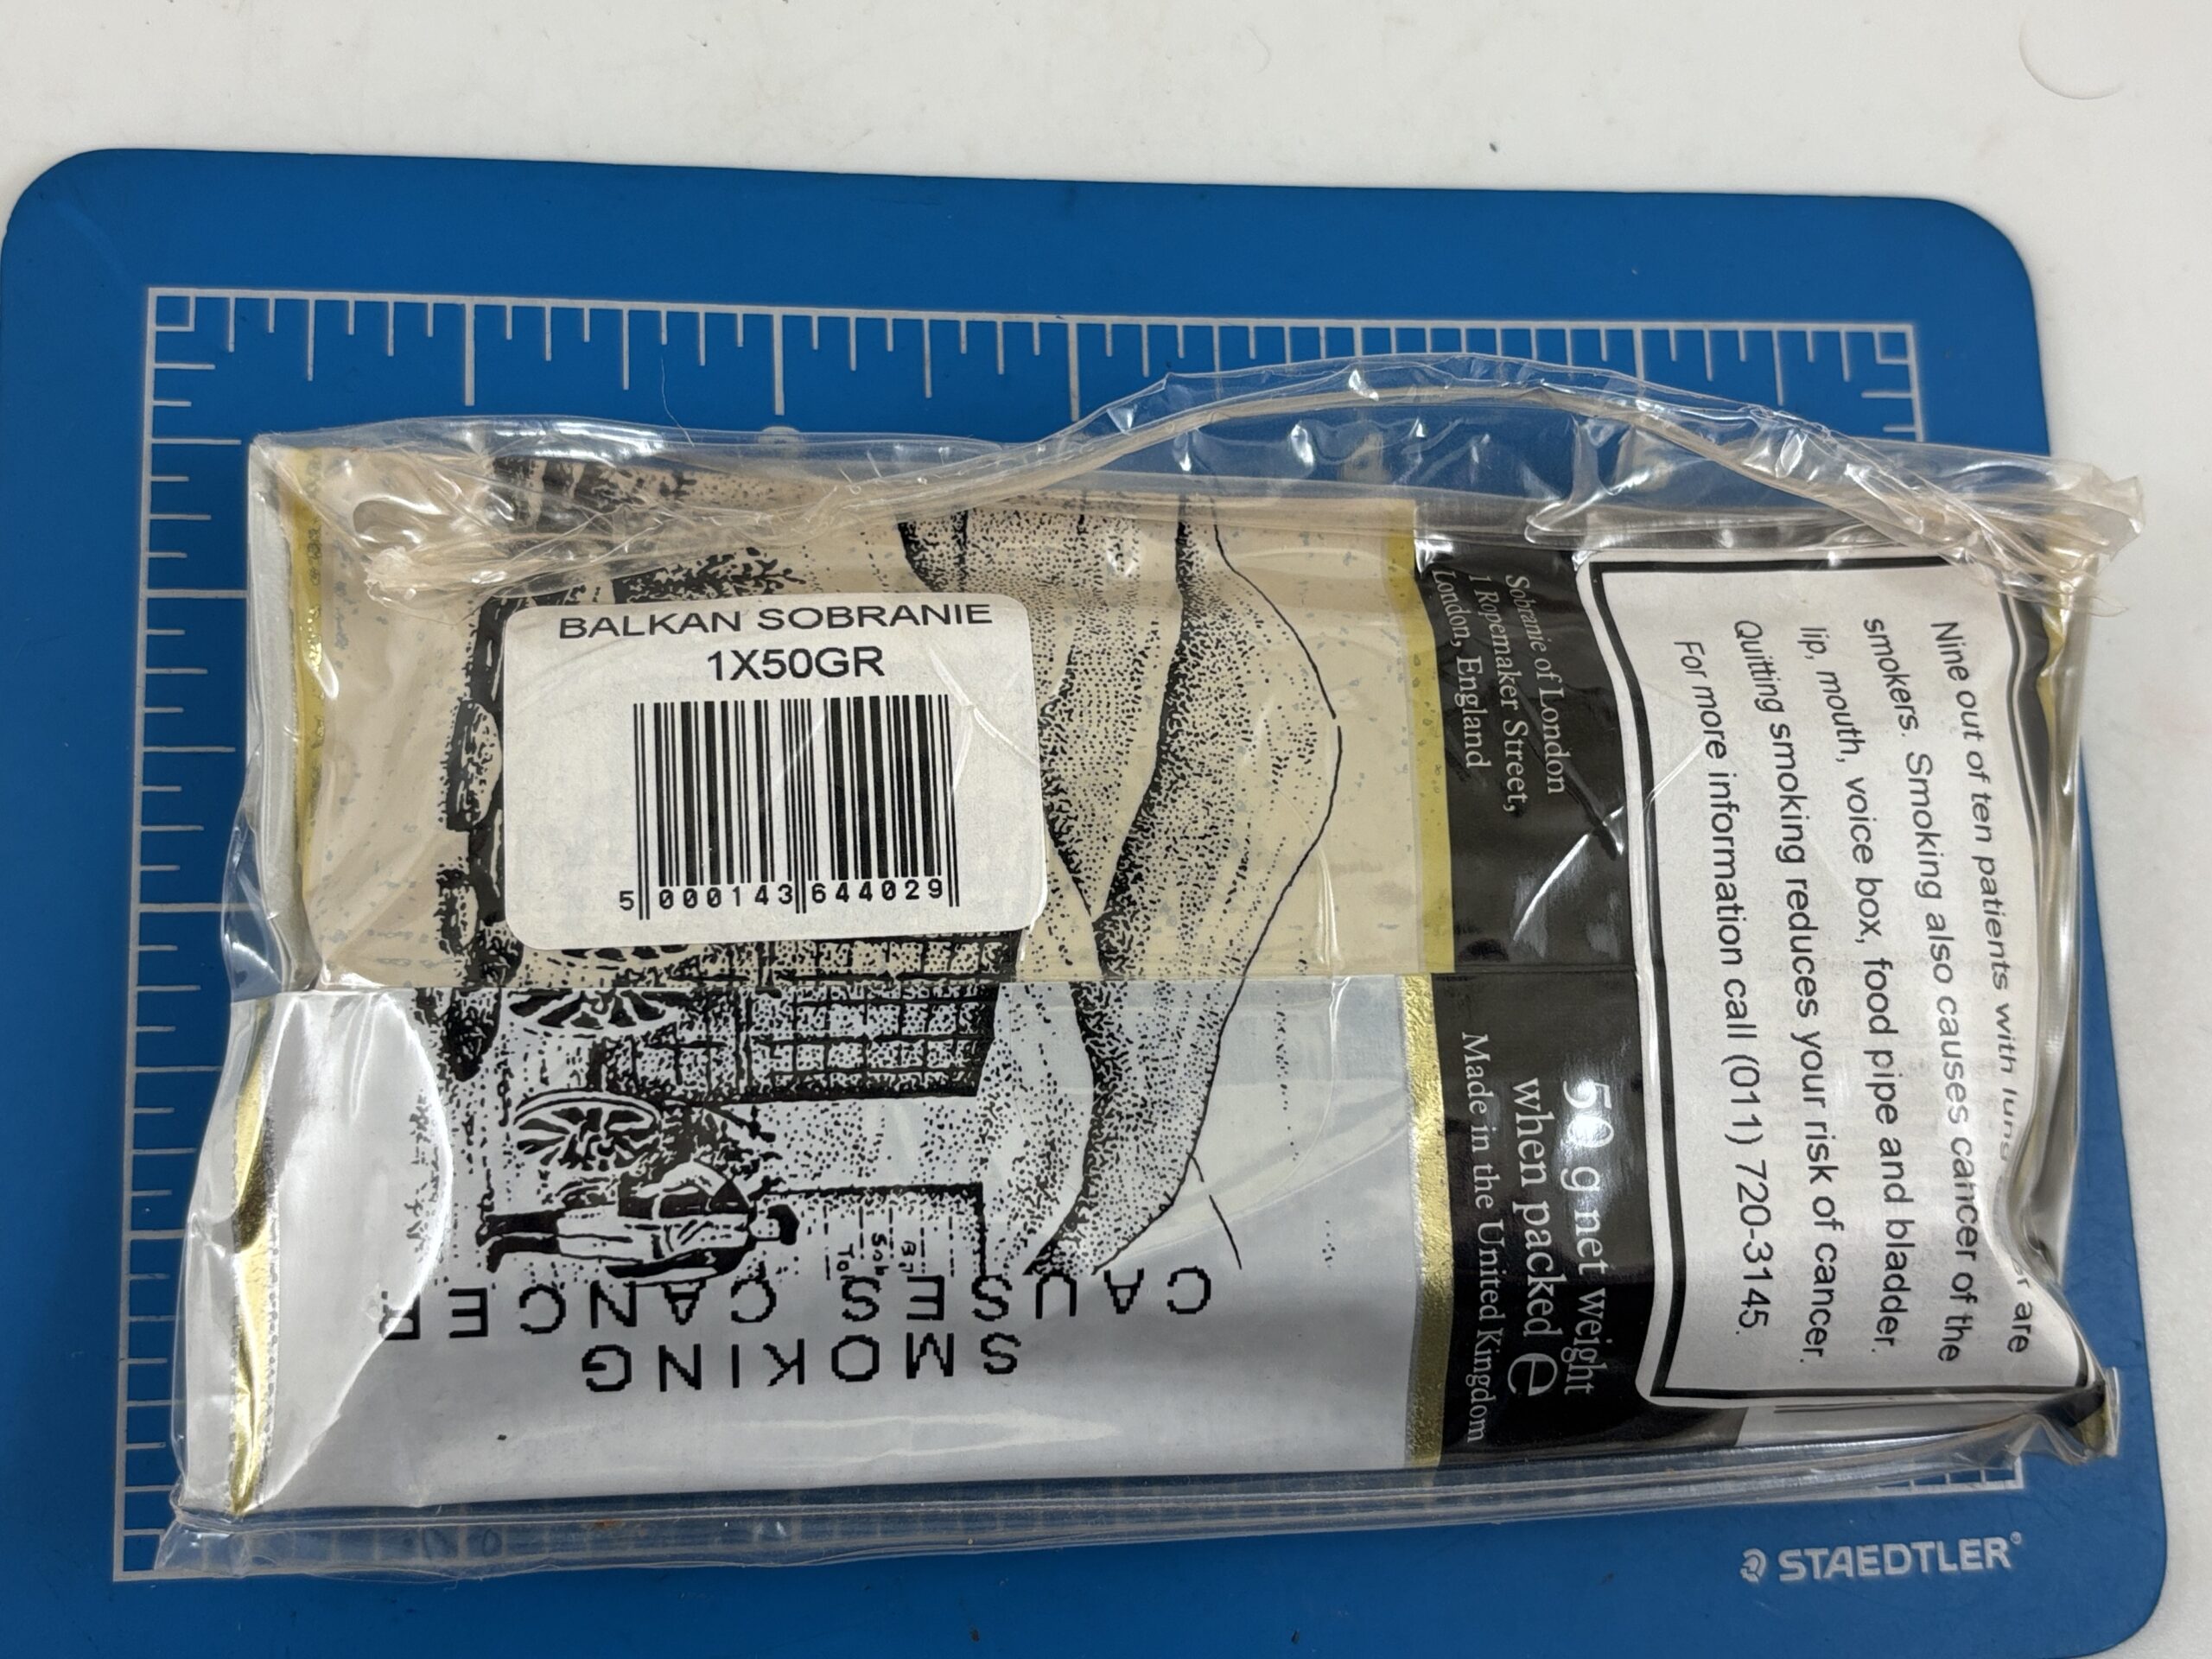 BALKAN SOBRANIE
1X50GR
5 000143 644029
Sobranie of London
1 Ropemaker Street,
London, England
50 g net weight
when packed e
Made in the United Kingdom
Nine out of ten patients with are
smokers. Smoking also causes cancer of the
lip, mouth, voice box, food pipe and bladder.
Quitting smoking reduces your risk of cancer.
For more information call (011) 720-3145.
SMOKING
CAUSES CANCER.
STAEDTLER®